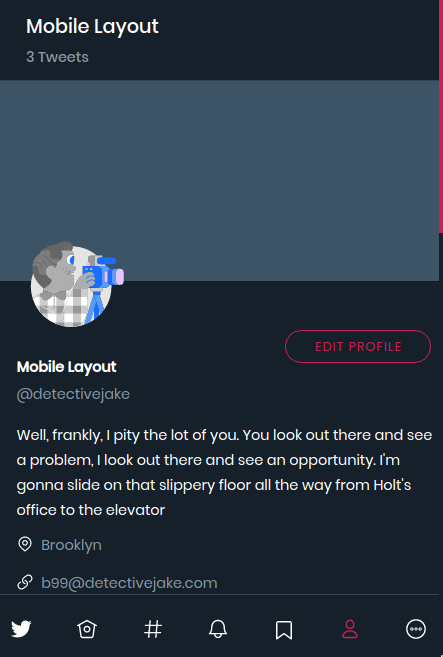 Mobile Layout
3 Tweets
EDIT PROFILE
Mobile Layout
@detectivejake
Well, frankly, I pity the lot of you. You look out there and see
a problem, I look out there and see an opportunity. I'm
gonna slide on that slippery floor all the way from Holt's
office to the elevator
Brooklyn
b99@detectivejake.com